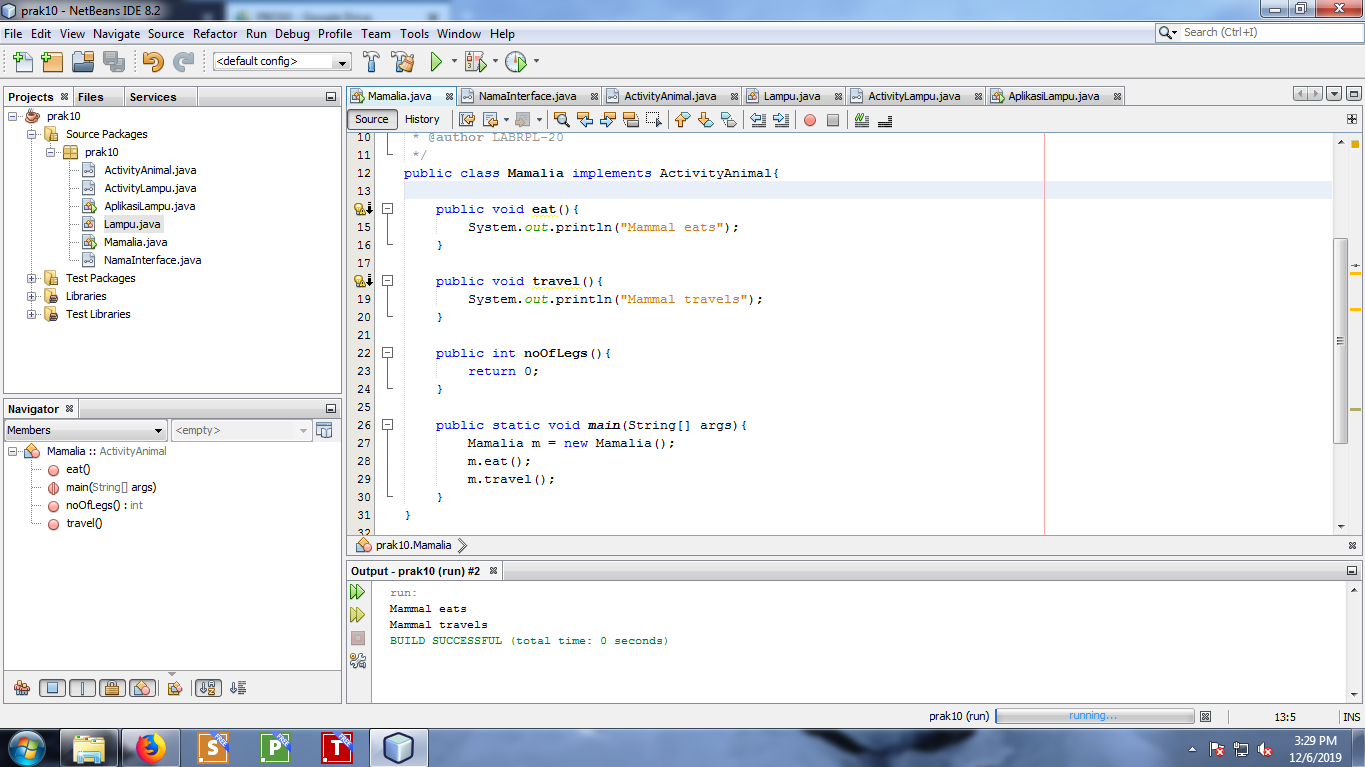 prak10 - NetBeans IDE 8.2
File Edit View Navigate Source Refactor Run Debug Profile Team Tools Window Help
Search (Ctrl+I)
<default config>
Projects Files Services
prak10
Source Packages
prak10
ActivityAnimal.java
ActivityLampu.java
AplikasiLampu.java
Lampu.java
Mamalia.java
NamaInterface.java
Test Packages
Libraries
Test Libraries
Navigator
Members <empty>
Mamalia :: ActivityAnimal
eat()
main(String[] args)
noOfLegs() : int
travel()
Mamalia.java NamaInterface.java ActivityAnimal.java Lampu.java ActivityLampu.java AplikasiLampu.java
Source History
10 * @author LABRPL-20
11 */
12 public class Mamalia implements ActivityAnimal{
13
public void eat(){
15 System.out.println("Mammal eats");
16 }
17
public void travel(){
19 System.out.println("Mammal travels");
20 }
21
22 public int noOfLegs(){
23 return 0;
24 }
25
26 public static void main(String[] args){
27 Mamalia m = new Mamalia();
28 m.eat();
29 m.travel();
30 }
31 }
32
prak10.Mamalia
Output - prak10 (run) #2
run:
Mammal eats
Mammal travels
BUILD SUCCESSFUL (total time: 0 seconds)
prak10 (run) running... 13:5 INS
S P T
3:29 PM
12/6/2019